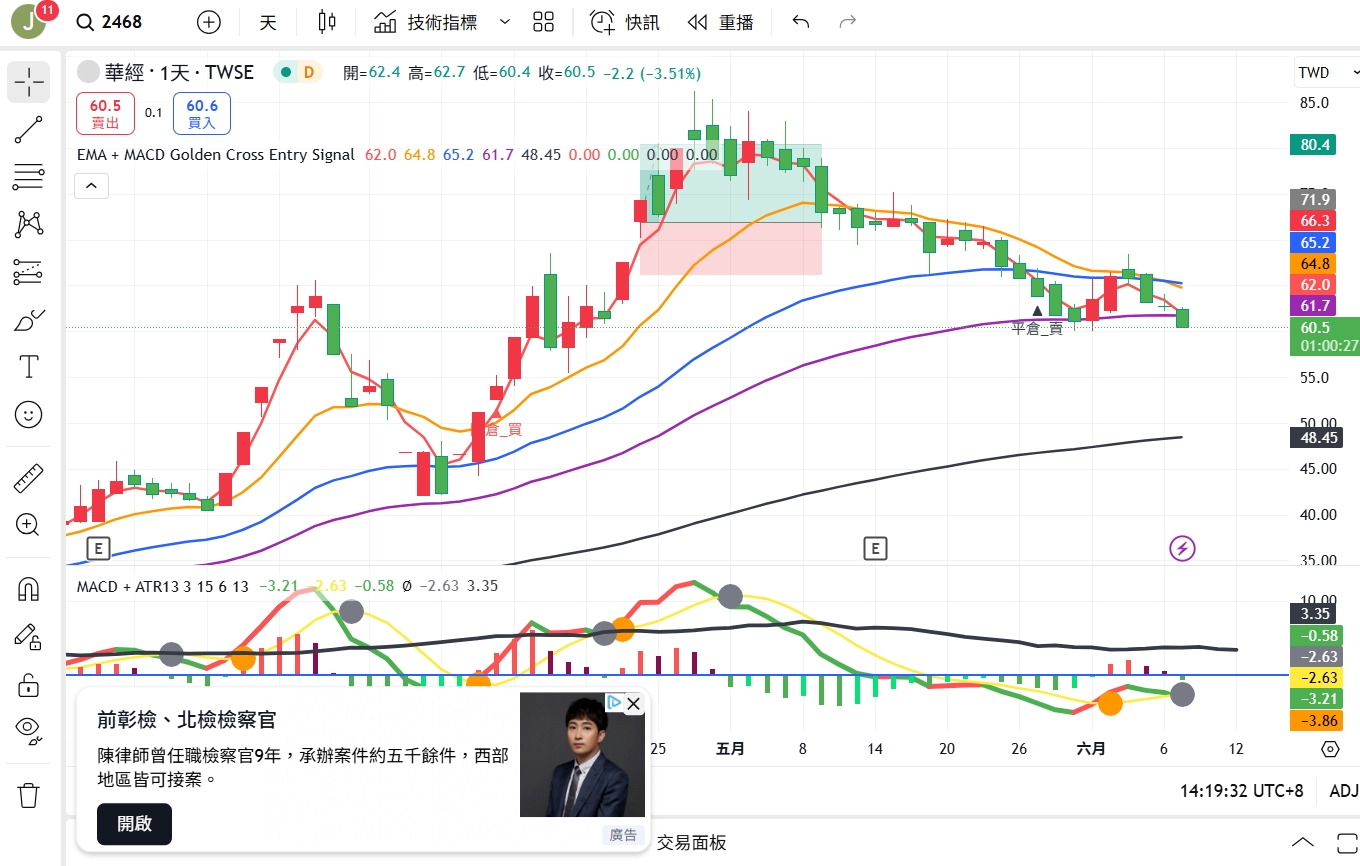 J 11 2468 天 技術指標 快訊 重播
華經 · 1天 · TWSE D 開=62.4 高=62.7 低=60.4 收=60.5 −2.2 (−3.51%)
60.5
賣出
0.1
60.6
買入
EMA + MACD Golden Cross Entry Signal 62.0 64.8 65.2 61.7 48.45 0.00 0.00 0.00 0.00
TWD
85.0
80.4
71.9
66.3
65.2
64.8
62.0
61.7
60.5
01:00:27
55.0
50.00
48.45
45.00
40.00
35.00
平倉_賣
倉_買
E
E
MACD + ATR13 3 15 6 13 −3.21 −2.63 −0.58 Ø −2.63 3.35
10.00
3.35
−0.58
−2.63
−2.63
−3.21
−3.86
25 五月 8 14 20 26 六月 6 12
前彰檢、北檢檢察官
陳律師曾任職檢察官9年，承辦案件約五千餘件，西部
地區皆可接案。
開啟
廣告
14:19:32 UTC+8 ADJ
交易面板